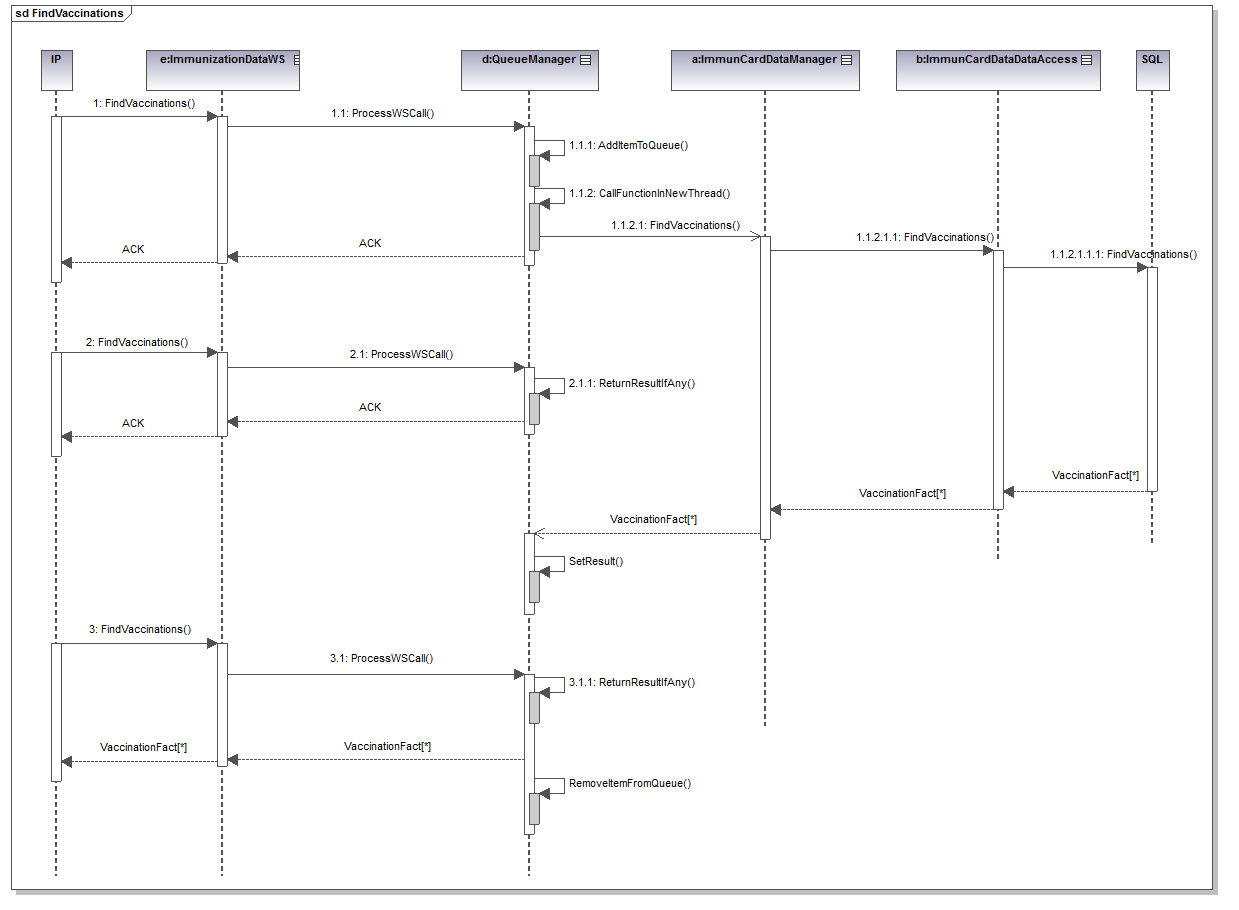 sd FindVaccinations
IP
e:ImmunizationDataWS
d:QueueManager
a:ImmunCardDataManager
b:ImmunCardDataDataAccess
SQL
1: FindVaccinations()
1.1: ProcessWSCall()
1.1.1: AddItemToQueue()
1.1.2: CallFunctionInNewThread()
1.1.2.1: FindVaccinations()
1.1.2.1.1: FindVaccinations()
1.1.2.1.1.1: FindVaccinations()
ACK
ACK
2: FindVaccinations()
2.1: ProcessWSCall()
2.1.1: ReturnResultIfAny()
ACK
ACK
VaccinationFact[*]
VaccinationFact[*]
VaccinationFact[*]
SetResult()
3: FindVaccinations()
3.1: ProcessWSCall()
3.1.1: ReturnResultIfAny()
VaccinationFact[*]
VaccinationFact[*]
RemoveItemFromQueue()